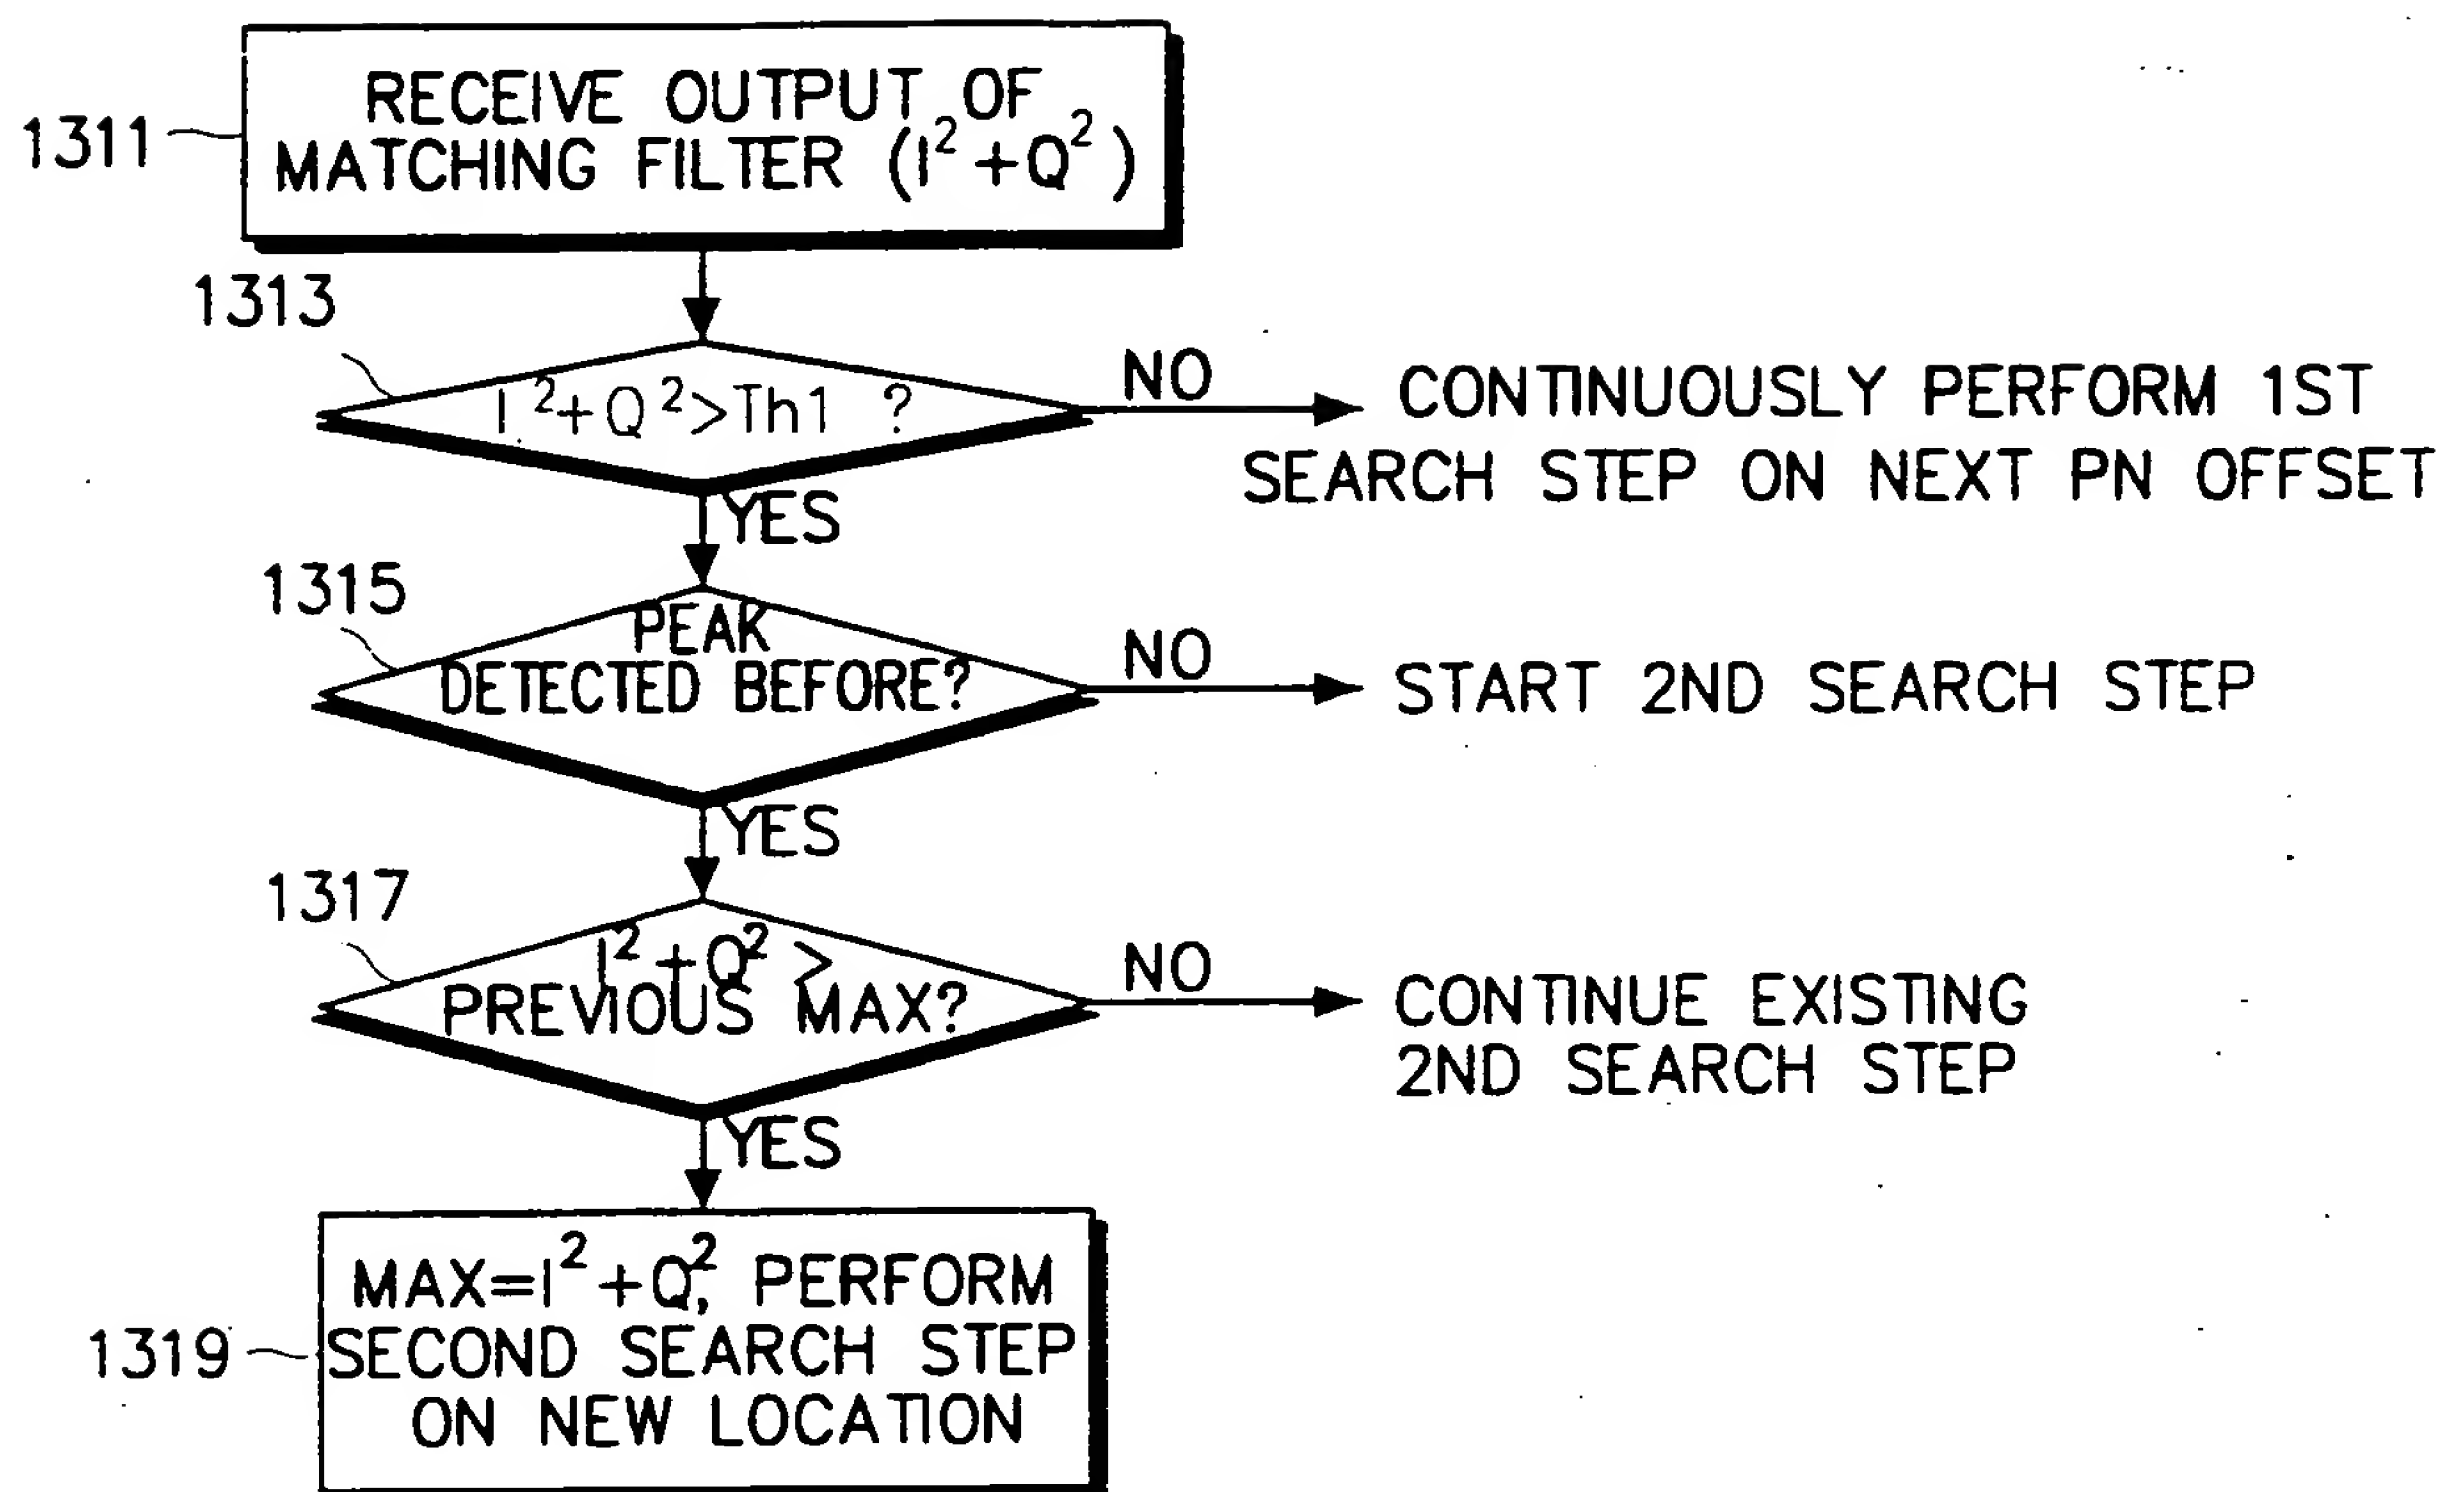 RECEIVE OUTPUT OF
MATCHING FILTER (I²+Q²)
1311
1313
I²+Q²>Th1 ?
NO
CONTINUOUSLY PERFORM 1ST
SEARCH STEP ON NEXT PN OFFSET
YES
1315
PEAK
DETECTED BEFORE?
NO
START 2ND SEARCH STEP
YES
1317
I²+Q²>
PREVIOUS MAX?
NO
CONTINUE EXISTING
2ND SEARCH STEP
YES
MAX=I²+Q², PERFORM
SECOND SEARCH STEP
ON NEW LOCATION
1319